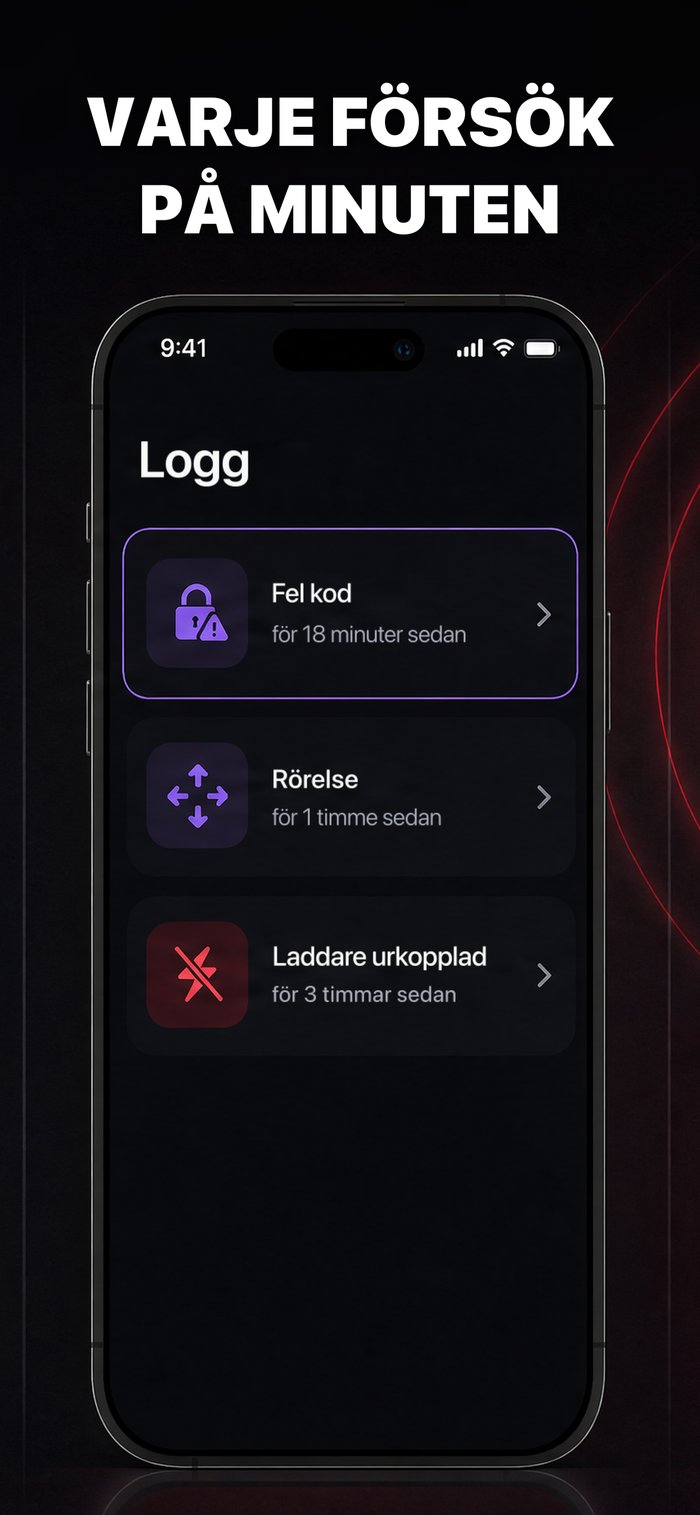 VARJE FÖRSÖK
PÅ MINUTEN
9:41
Logg
Fel kod
för 18 minuter sedan
Rörelse
för 1 timme sedan
Laddare urkopplad
för 3 timmar sedan